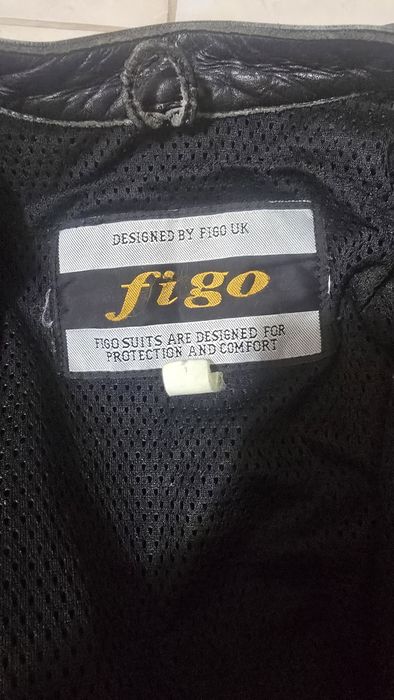 DESIGNED BY FIGO UK
figo
FIGO SUITS ARE DESIGNED FOR
PROTECTION AND COMFORT